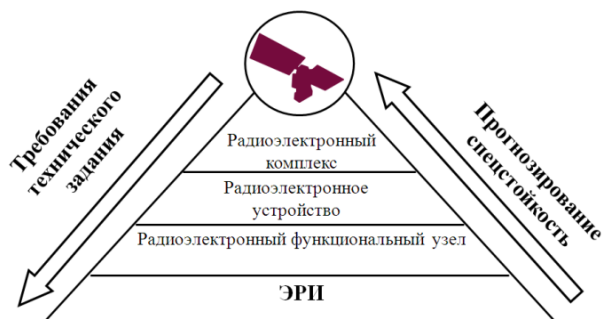 Требования
технического
задания
Радиоэлектронный
комплекс
Радиоэлектронное
устройство
Радиоэлектронный функциональный узел
ЭРИ
Прогнозирование
спецстойкость